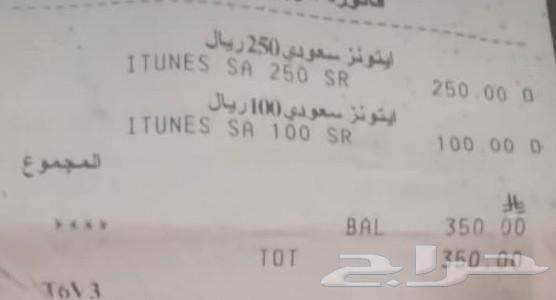 ايتونز سعودي 250 ريال
ITUNES SA 250 SR 250.00 D
ايتونز سعودي 100 ريال
ITUNES SA 100 SR 100.00 D
المجموع
BAL 350.00
TOT 350.00
حراج